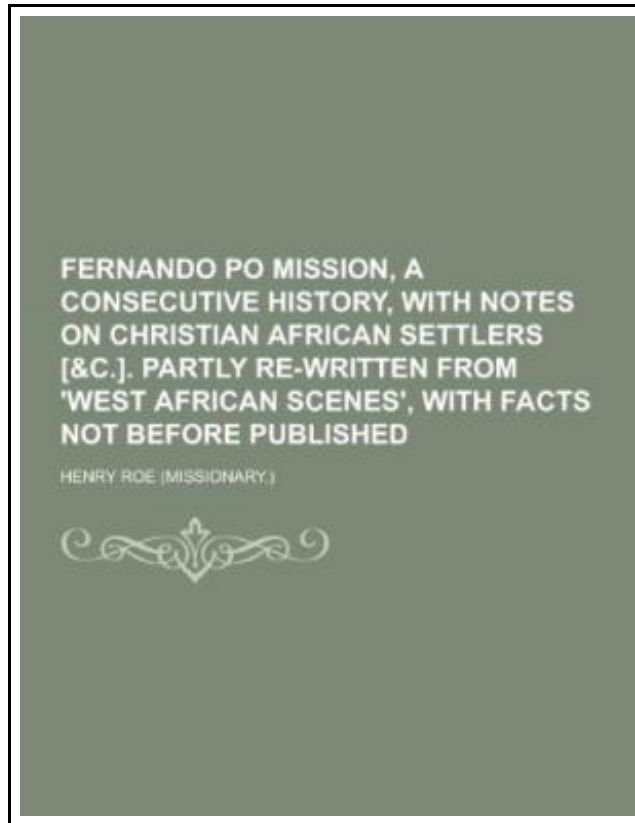 FERNANDO PO MISSION, A
CONSECUTIVE HISTORY, WITH NOTES
ON CHRISTIAN AFRICAN SETTLERS
[&C.]. PARTLY RE-WRITTEN FROM
'WEST AFRICAN SCENES', WITH FACTS
NOT BEFORE PUBLISHED
HENRY ROE (MISSIONARY.)